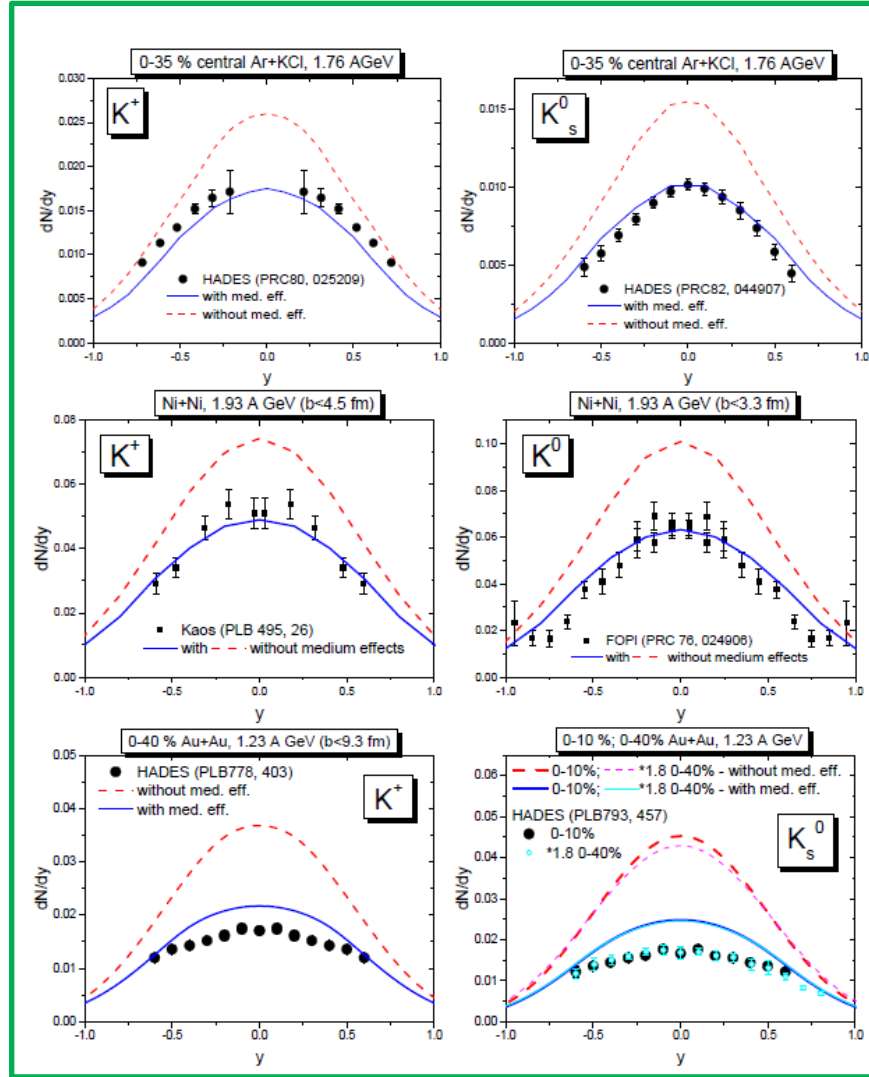 0-35 % central Ar+KCl, 1.76 AGeV
0.030
0.025
0.020
0.015
0.010
0.005
0.000
dN/dy
K+
HADES (PRC80, 025209)
with med. eff.
without med. eff.
-1.0 -0.5 0.0 0.5 1.0
y
0-35 % central Ar+KCl, 1.76 AGeV
0.015
0.010
0.005
0.000
dN/dy
K0s
HADES (PRC82, 044907)
with med. eff.
without med. eff.
-1.0 -0.5 0.0 0.5 1.0
y
Ni+Ni, 1.93 A GeV (b<4.5 fm)
0.08
0.06
0.04
0.02
0.00
dN/dy
K+
Kaos (PLB 495, 26)
with without medium effects
-1.0 -0.5 0.0 0.5 1.0
y
Ni+Ni, 1.93 A GeV (b<3.3 fm)
0.10
0.08
0.06
0.04
0.02
0.00
dN/dy
K0
FOPI (PRC 76, 024906)
with without medium effects
-1.0 -0.5 0.0 0.5 1.0
y
0-40 % Au+Au, 1.23 A GeV (b<9.3 fm)
0.05
0.04
0.03
0.02
0.01
0.00
dN/dy
HADES (PLB778, 403)
without med. eff.
with med. eff.
K+
-1.0 -0.5 0.0 0.5 1.0
y
0-10 %; 0-40% Au+Au, 1.23 A GeV
0.06
0.05
0.04
0.03
0.02
0.01
0.00
dN/dy
0-10%; *1.8 0-40% - without med. eff.
0-10%; *1.8 0-40% - with med. eff.
HADES (PLB793, 457)
0-10%
*1.8 0-40%
Ks0
-1.0 -0.5 0.0 0.5 1.0
y